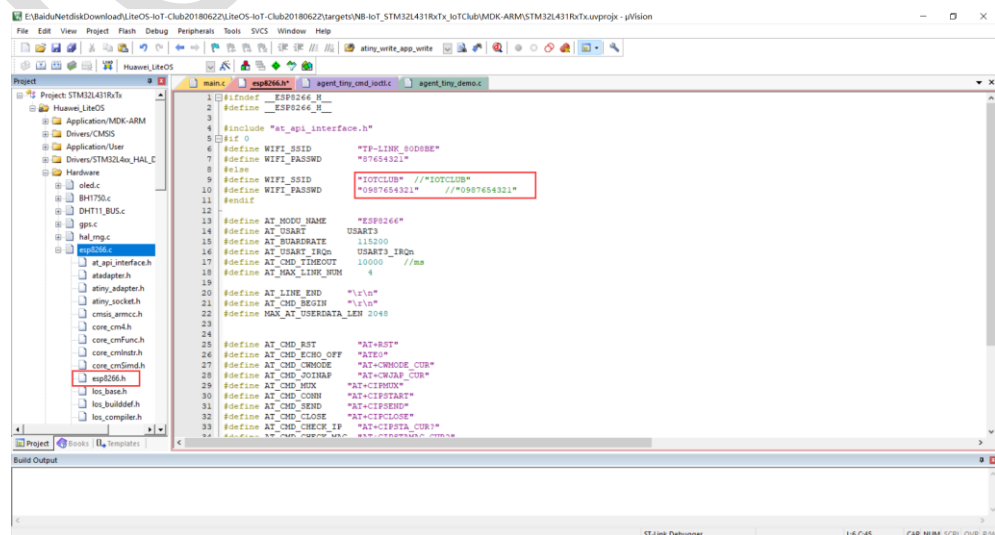 E:\BaiduNetdiskDownload\LiteOS-IoT-Club20180622\LiteOS-IoT-Club20180622\targets\NB-IoT_STM32L431RxTx_IoTClub\MDK-ARM\STM32L431RxTx.uvprojx - µVision
File Edit View Project Flash Debug Peripherals Tools SVCS Window Help
atiny_write_app_write
Huawei_LiteOS
Project
main.c esp8266.h* agent_tiny_cmd_ioctl.c agent_tiny_demo.c
Project: STM32L431RxTx
Huawei_LiteOS
Application/MDK-ARM
Drivers/CMSIS
Application/User
Drivers/STM32L4xx_HAL_D
Hardware
oled.c
BH1750.c
DHT11_BUS.c
gps.c
hal_rng.c
esp8266.c
at_api_interface.h
atadapter.h
atiny_adapter.h
atiny_socket.h
cmsis_armcc.h
core_cm4.h
core_cmFunc.h
core_cmInstr.h
core_cmSimd.h
esp8266.h
los_base.h
los_builddef.h
los_compiler.h
Project Books Templates
1 #ifndef __ESP8266_H__
2 #define __ESP8266_H__
3
4 #include "at_api_interface.h"
5 #if 0
6 #define WIFI_SSID "TP-LINK_80D8BE"
7 #define WIFI_PASSWD "87654321"
8 #else
9 #define WIFI_SSID "IOTCLUB" //"IOTCLUB"
10 #define WIFI_PASSWD "0987654321" //"0987654321"
11 #endif
12
13 #define AT_MODU_NAME "ESP8266"
14 #define AT_USART USART3
15 #define AT_BUARDRATE 115200
16 #define AT_USART_IRQn USART3_IRQn
17 #define AT_CMD_TIMEOUT 10000 //ms
18 #define AT_MAX_LINK_NUM 4
19
20 #define AT_LINE_END "\r\n"
21 #define AT_CMD_BEGIN "\r\n"
22 #define MAX_AT_USERDATA_LEN 2048
23
24
25 #define AT_CMD_RST "AT+RST"
26 #define AT_CMD_ECHO_OFF "ATE0"
27 #define AT_CMD_CWMODE "AT+CWMODE_CUR"
28 #define AT_CMD_JOINAP "AT+CWJAP_CUR"
29 #define AT_CMD_MUX "AT+CIPMUX"
30 #define AT_CMD_CONN "AT+CIPSTART"
31 #define AT_CMD_SEND "AT+CIPSEND"
32 #define AT_CMD_CLOSE "AT+CIPCLOSE"
33 #define AT_CMD_CHECK_IP "AT+CIPSTA_CUR?"
34 #define AT_CMD_CHECK_MAC "AT+CIPSTAMAC_CUR?"
Build Output
ST-Link Debugger L:6 C:45 CAP NUM SCRL OVR R/W